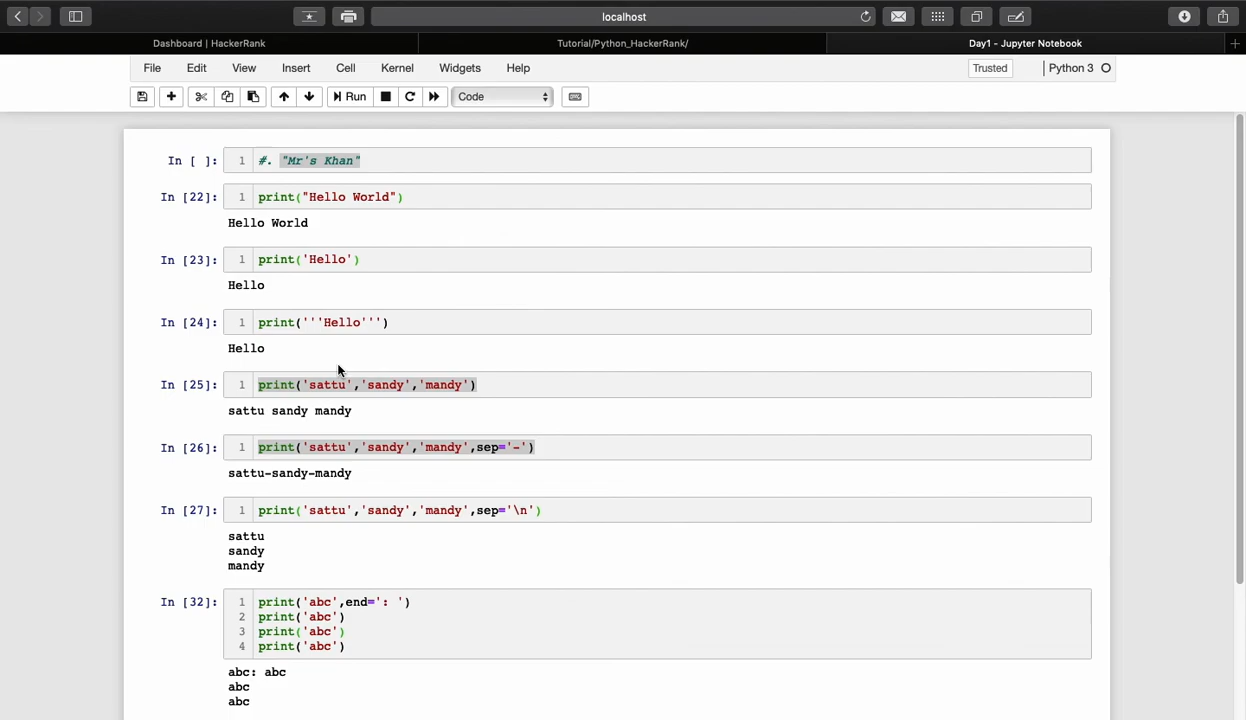 localhost
Dashboard | HackerRank
Tutorial/Python_HackerRank/
Day1 - Jupyter Notebook
File Edit View Insert Cell Kernel Widgets Help
Trusted
Python 3
Run
Code
In [ ]: 1 #. "Mr's Khan"
In [22]: 1 print("Hello World")
Hello World
In [23]: 1 print('Hello')
Hello
In [24]: 1 print('''Hello''')
Hello
In [25]: 1 print('sattu','sandy','mandy')
sattu sandy mandy
In [26]: 1 print('sattu','sandy','mandy',sep='-')
sattu-sandy-mandy
In [27]: 1 print('sattu','sandy','mandy',sep='\n')
sattu
sandy
mandy
In [32]: 1 print('abc',end=': ')
2 print('abc')
3 print('abc')
4 print('abc')
abc: abc
abc
abc